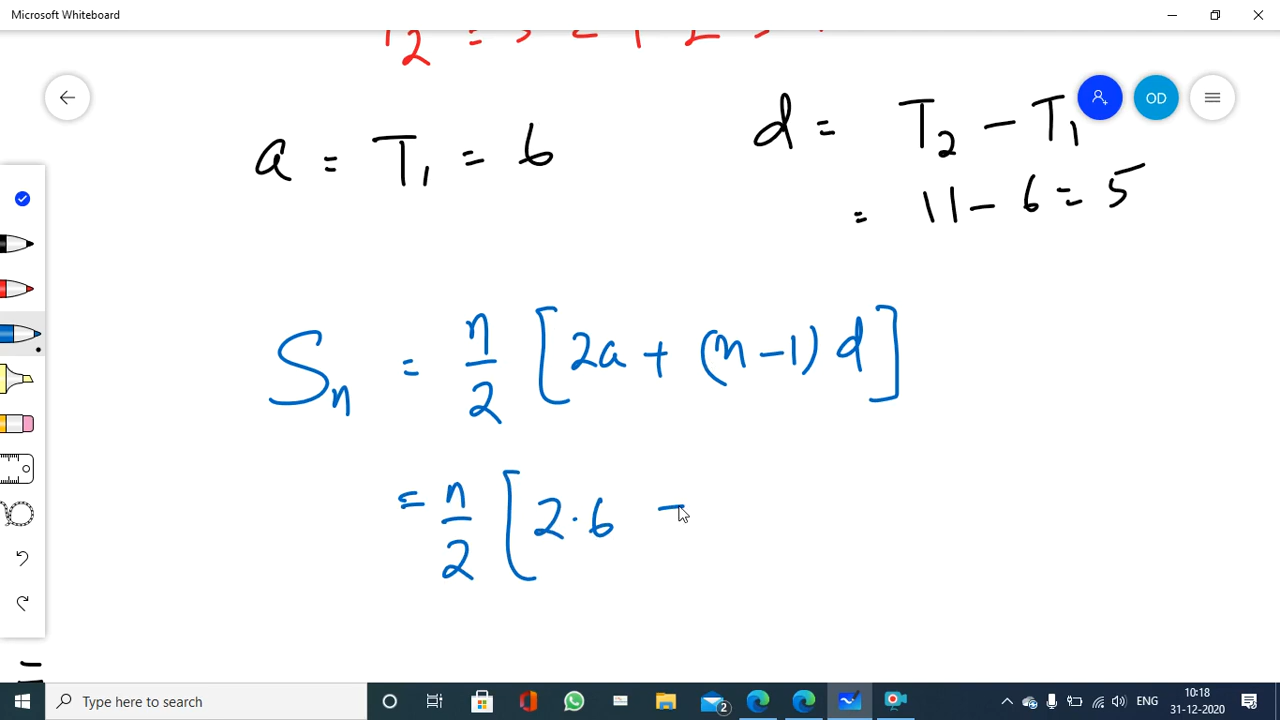 Microsoft Whiteboard
a = T₁ = 6
d = T₂ − T₁
= 11 − 6 = 5
OD
Sₙ = n/2 [2a + (n − 1) d]
= n/2 [2·6 −
Type here to search
2
ENG
10:18
31-12-2020